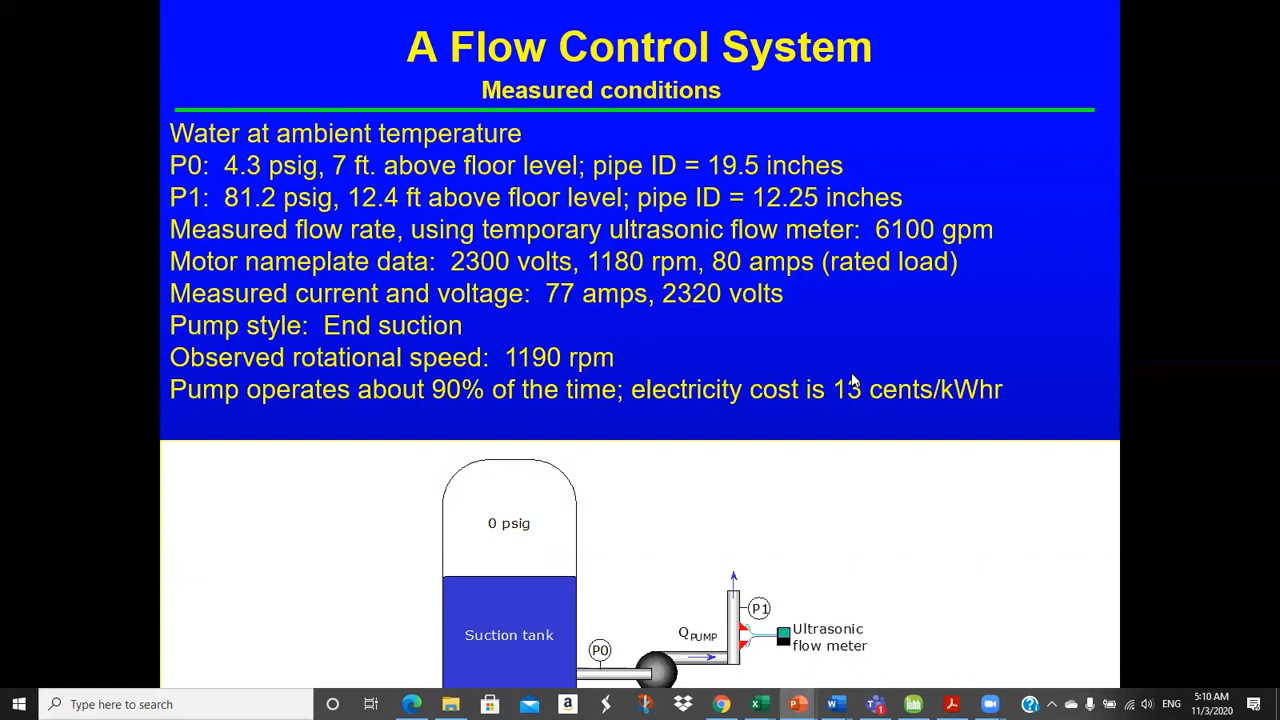 A Flow Control System
Measured conditions
Water at ambient temperature
P0: 4.3 psig, 7 ft. above floor level; pipe ID = 19.5 inches
P1: 81.2 psig, 12.4 ft above floor level; pipe ID = 12.25 inches
Measured flow rate, using temporary ultrasonic flow meter: 6100 gpm
Motor nameplate data: 2300 volts, 1180 rpm, 80 amps (rated load)
Measured current and voltage: 77 amps, 2320 volts
Pump style: End suction
Observed rotational speed: 1190 rpm
Pump operates about 90% of the time; electricity cost is 13 cents/kWhr
0 psig
Suction tank
P0
QPUMP
P1
Ultrasonic
flow meter
Type here to search
5:10 AM
11/3/2020